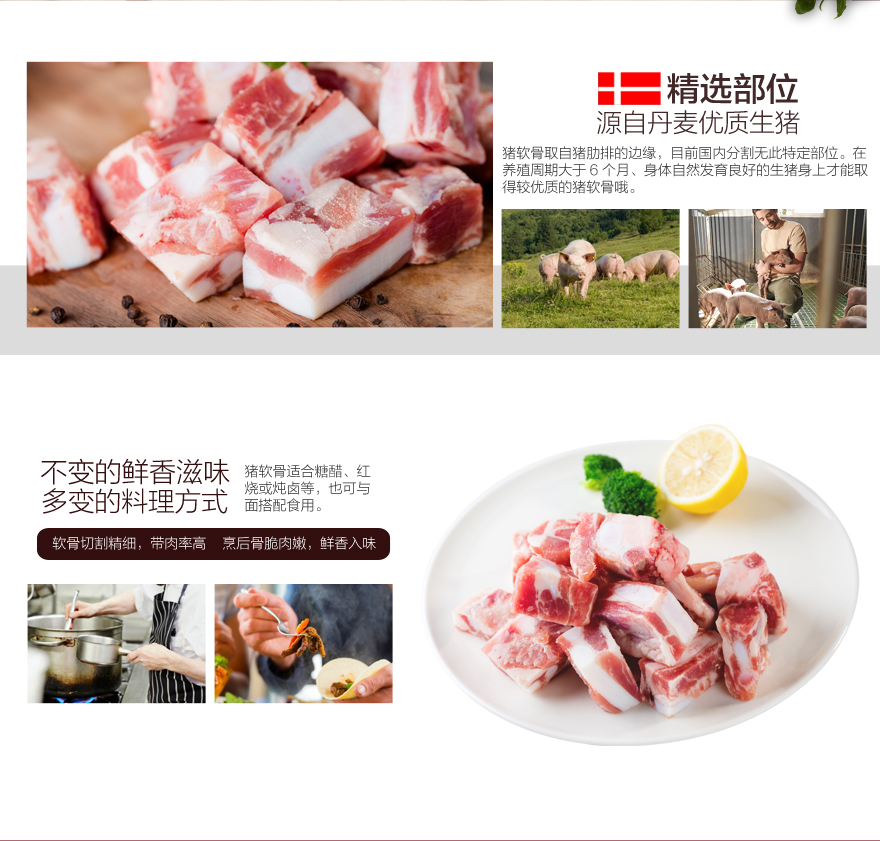 精选部位
源自丹麦优质生猪
猪软骨取自猪肋排的边缘，目前国内分割无此特定部位。在
养殖周期大于6个月、身体自然发育良好的生猪身上才能取
得较优质的猪软骨哦。
不变的鲜香滋味
多变的料理方式
猪软骨适合糖醋、红
烧或炖卤等，也可与
面搭配食用。
软骨切割精细，带肉率高 烹后骨脆肉嫩，鲜香入味